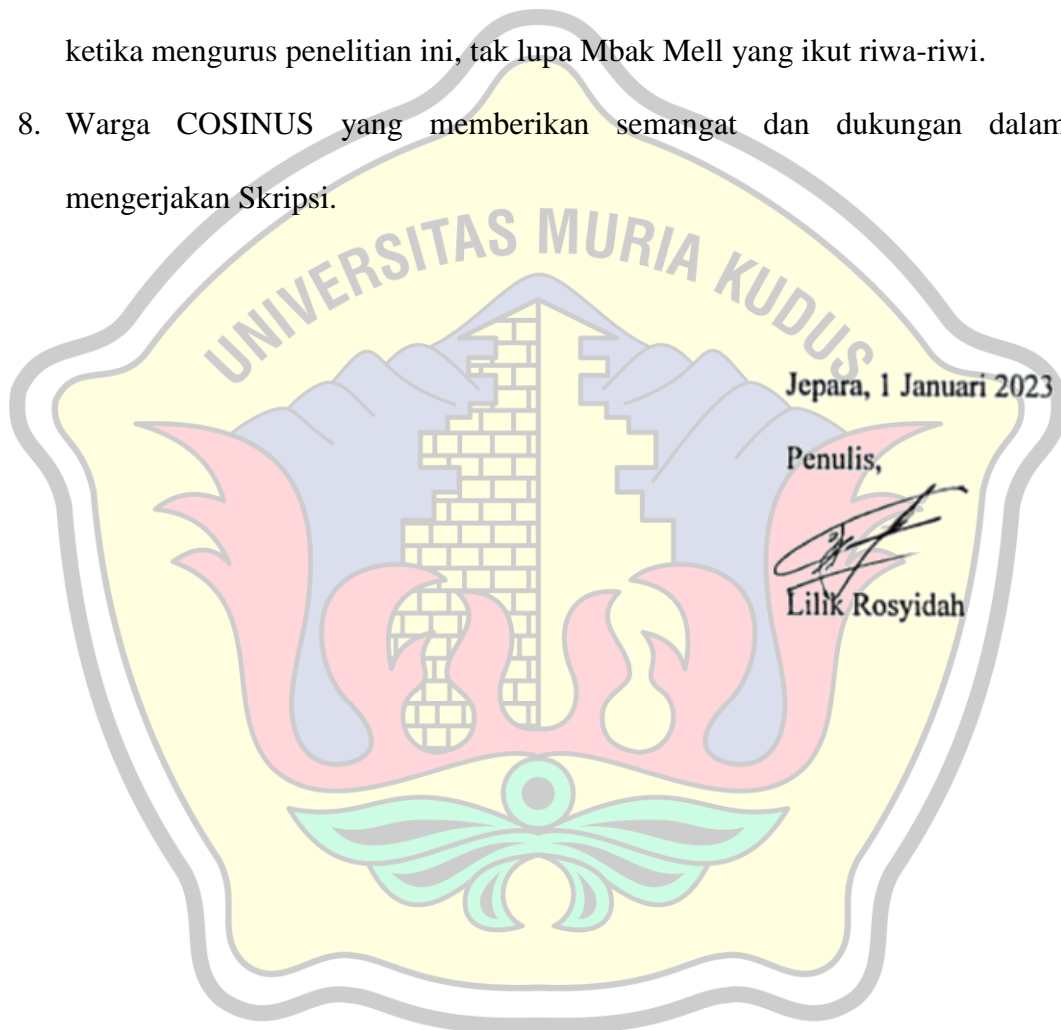 ketika mengurus penelitian ini, tak lupa Mbak Mell yang ikut riwa-riwi.
8. Warga COSINUS yang memberikan semangat dan dukungan dalam
mengerjakan Skripsi.
UNIVERSITAS MURIA KUDUS
Jepara, 1 Januari 2023
Penulis,
Lilik Rosyidah